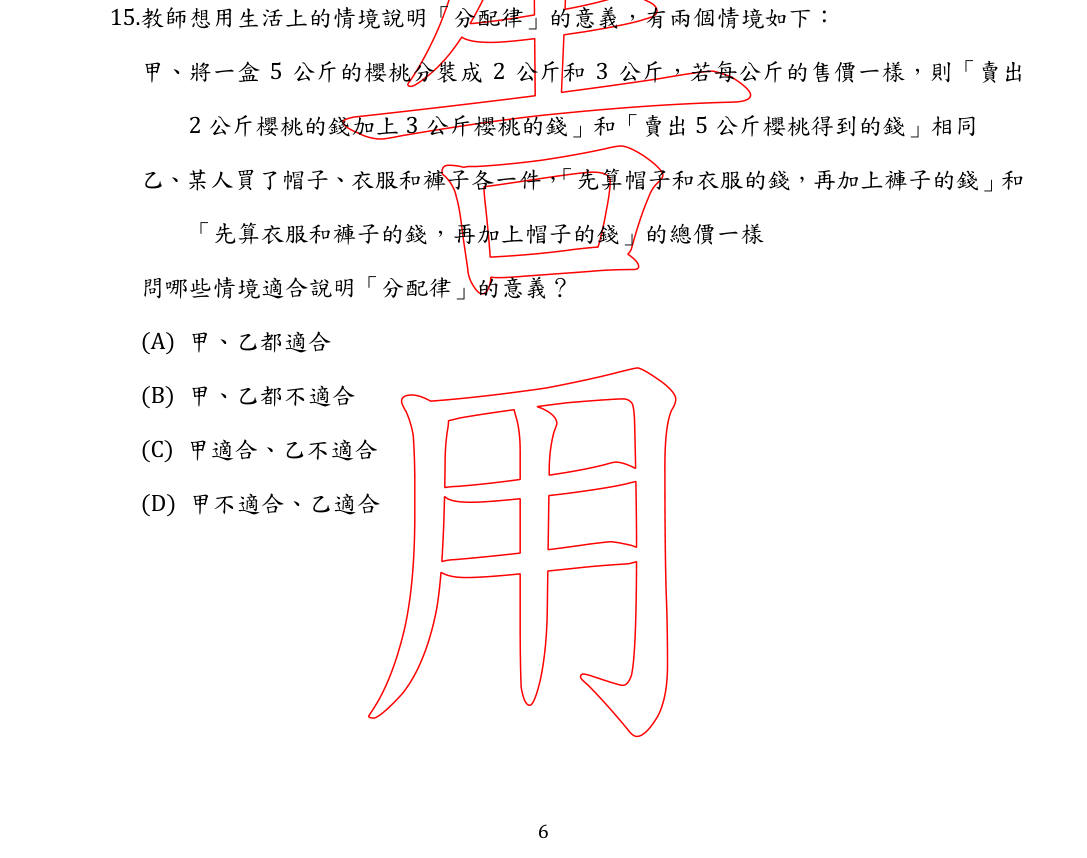 15.教師想用生活上的情境說明「分配律」的意義，有兩個情境如下：
甲、將一盒 5 公斤的櫻桃分裝成 2 公斤和 3 公斤，若每公斤的售價一樣，則「賣出
2 公斤櫻桃的錢加上 3 公斤櫻桃的錢」和「賣出 5 公斤櫻桃得到的錢」相同
乙、某人買了帽子、衣服和褲子各一件，「先算帽子和衣服的錢，再加上褲子的錢」和
「先算衣服和褲子的錢，再加上帽子的錢」的總價一樣
問哪些情境適合說明「分配律」的意義？
(A) 甲、乙都適合
(B) 甲、乙都不適合
(C) 甲適合、乙不適合
(D) 甲不適合、乙適合
用
6